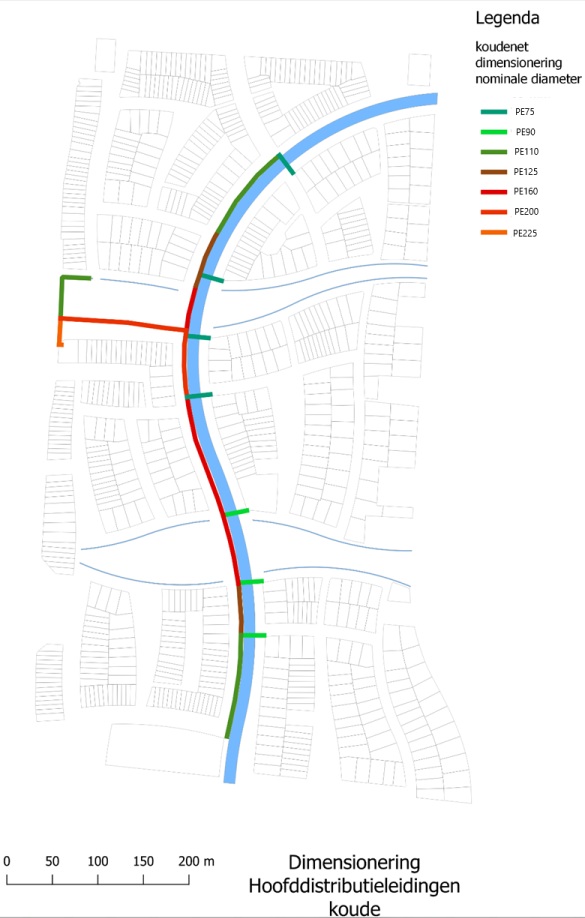 Legenda
koudenet
dimensionering
nominale diameter
PE75
PE90
PE110
PE125
PE160
PE200
PE225
0 50 100 150 200 m
Dimensionering
Hoofddistributieleidingen
koude